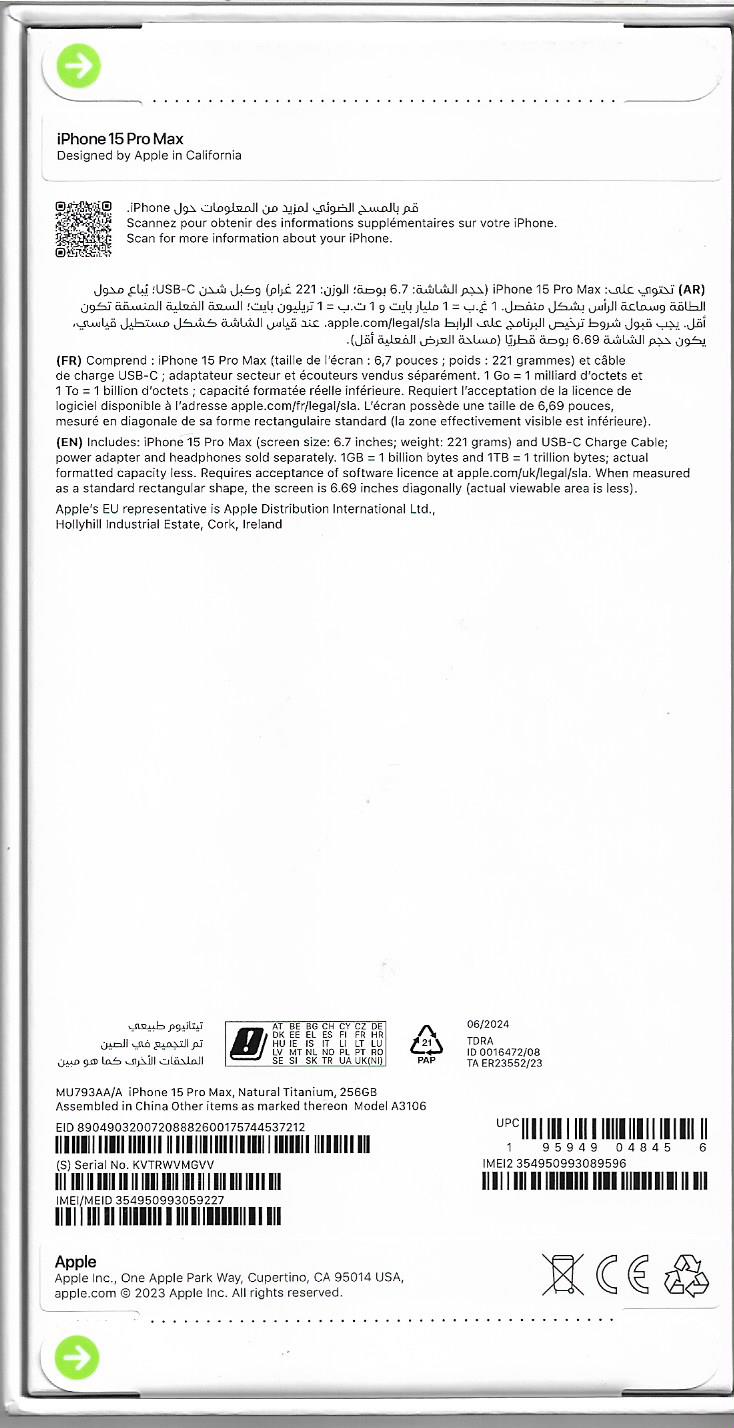 iPhone 15 Pro Max
Designed by Apple in California
قم بالمسح الضوئي لمزيد من المعلومات حول iPhone.
Scannez pour obtenir des informations supplémentaires sur votre iPhone.
Scan for more information about your iPhone.
(AR) تحتوي على: iPhone 15 Pro Max (حجم الشاشة: 6.7 بوصة؛ الوزن: 221 غرام) وكبل شحن USB-C؛ يُباع محول
الطاقة وسماعة الرأس بشكل منفصل. 1 غ.ب = 1 مليار بايت و 1 ت.ب = 1 تريليون بايت؛ السعة الفعلية المنسقة تكون
أقل. يجب قبول شروط ترخيص البرنامج على الرابط apple.com/legal/sla. عند قياس الشاشة كشكل مستطيل قياسي،
يكون حجم الشاشة 6.69 بوصة قطريًا (مساحة العرض الفعلية أقل).
(FR) Comprend : iPhone 15 Pro Max (taille de l’écran : 6,7 pouces ; poids : 221 grammes) et câble
de charge USB-C ; adaptateur secteur et écouteurs vendus séparément. 1 Go = 1 milliard d’octets et
1 To = 1 billion d’octets ; capacité formatée réelle inférieure. Requiert l’acceptation de la licence de
logiciel disponible à l’adresse apple.com/fr/legal/sla. L’écran possède une taille de 6,69 pouces,
mesuré en diagonale de sa forme rectangulaire standard (la zone effectivement visible est inférieure).
(EN) Includes: iPhone 15 Pro Max (screen size: 6.7 inches; weight: 221 grams) and USB-C Charge Cable;
power adapter and headphones sold separately. 1GB = 1 billion bytes and 1TB = 1 trillion bytes; actual
formatted capacity less. Requires acceptance of software licence at apple.com/uk/legal/sla. When measured
as a standard rectangular shape, the screen is 6.69 inches diagonally (actual viewable area is less).
Apple’s EU representative is Apple Distribution International Ltd.,
Hollyhill Industrial Estate, Cork, Ireland
تيتانيوم طبيعي
تم التجميع في الصين
الملحقات الأخرى كما هو مبين
AT BE BG CH CY CZ DE
DK EE EL ES FI FR HR
HU IE IS IT LI LT LU
LV MT NL NO PL PT RO
SE SI SK TR UA UK(NI)
21
PAP
06/2024
TDRA
ID 0016472/08
TA ER23552/23
MU793AA/A iPhone 15 Pro Max, Natural Titanium, 256GB
Assembled in China Other items as marked thereon Model A3106
EID 89049032007208882600175744537212
(S) Serial No. KVTRWVMGVV
IMEI/MEID 354950993059227
UPC
1 95949 04845 6
IMEI2 354950993089596
Apple
Apple Inc., One Apple Park Way, Cupertino, CA 95014 USA,
apple.com © 2023 Apple Inc. All rights reserved.
CE